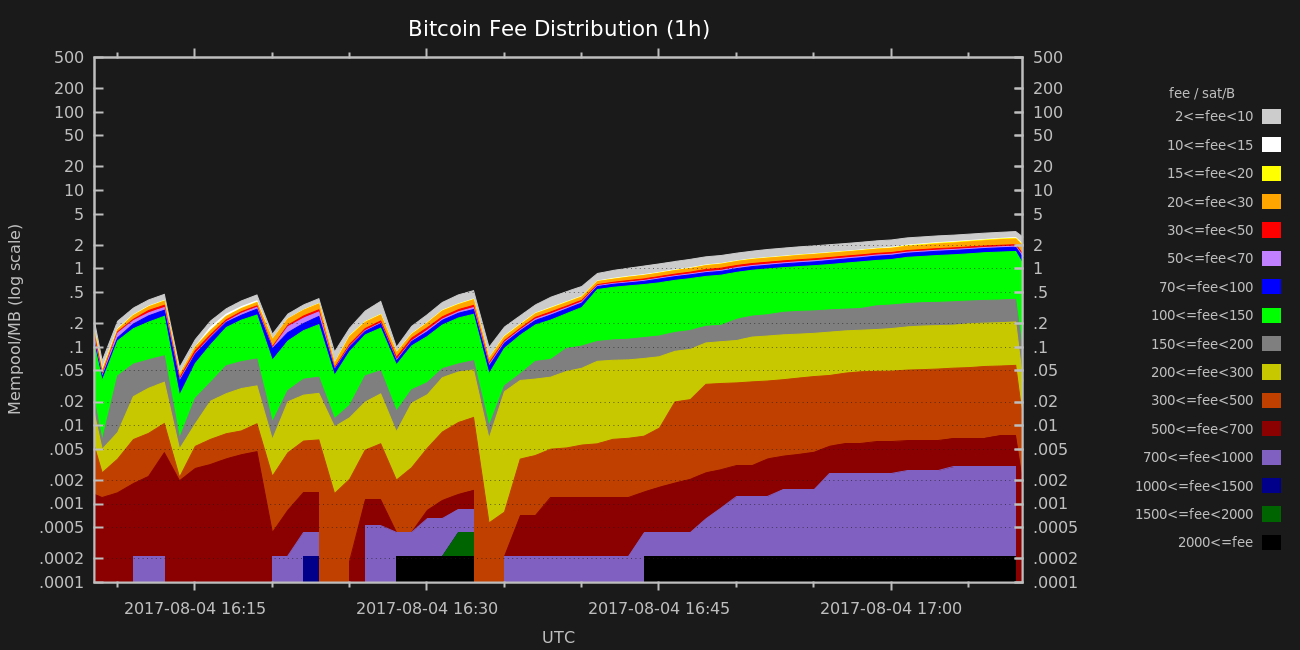 Bitcoin Fee Distribution (1h)
Mempool/MB (log scale)
500
200
100
50
20
10
5
2
1
.5
.2
.1
.05
.02
.01
.005
.002
.001
.0005
.0002
.0001
500
200
100
50
20
10
5
2
1
.5
.2
.1
.05
.02
.01
.005
.002
.001
.0005
.0002
.0001
2017-08-04 16:15
2017-08-04 16:30
2017-08-04 16:45
2017-08-04 17:00
UTC
fee / sat/B
2<=fee<10
10<=fee<15
15<=fee<20
20<=fee<30
30<=fee<50
50<=fee<70
70<=fee<100
100<=fee<150
150<=fee<200
200<=fee<300
300<=fee<500
500<=fee<700
700<=fee<1000
1000<=fee<1500
1500<=fee<2000
2000<=fee